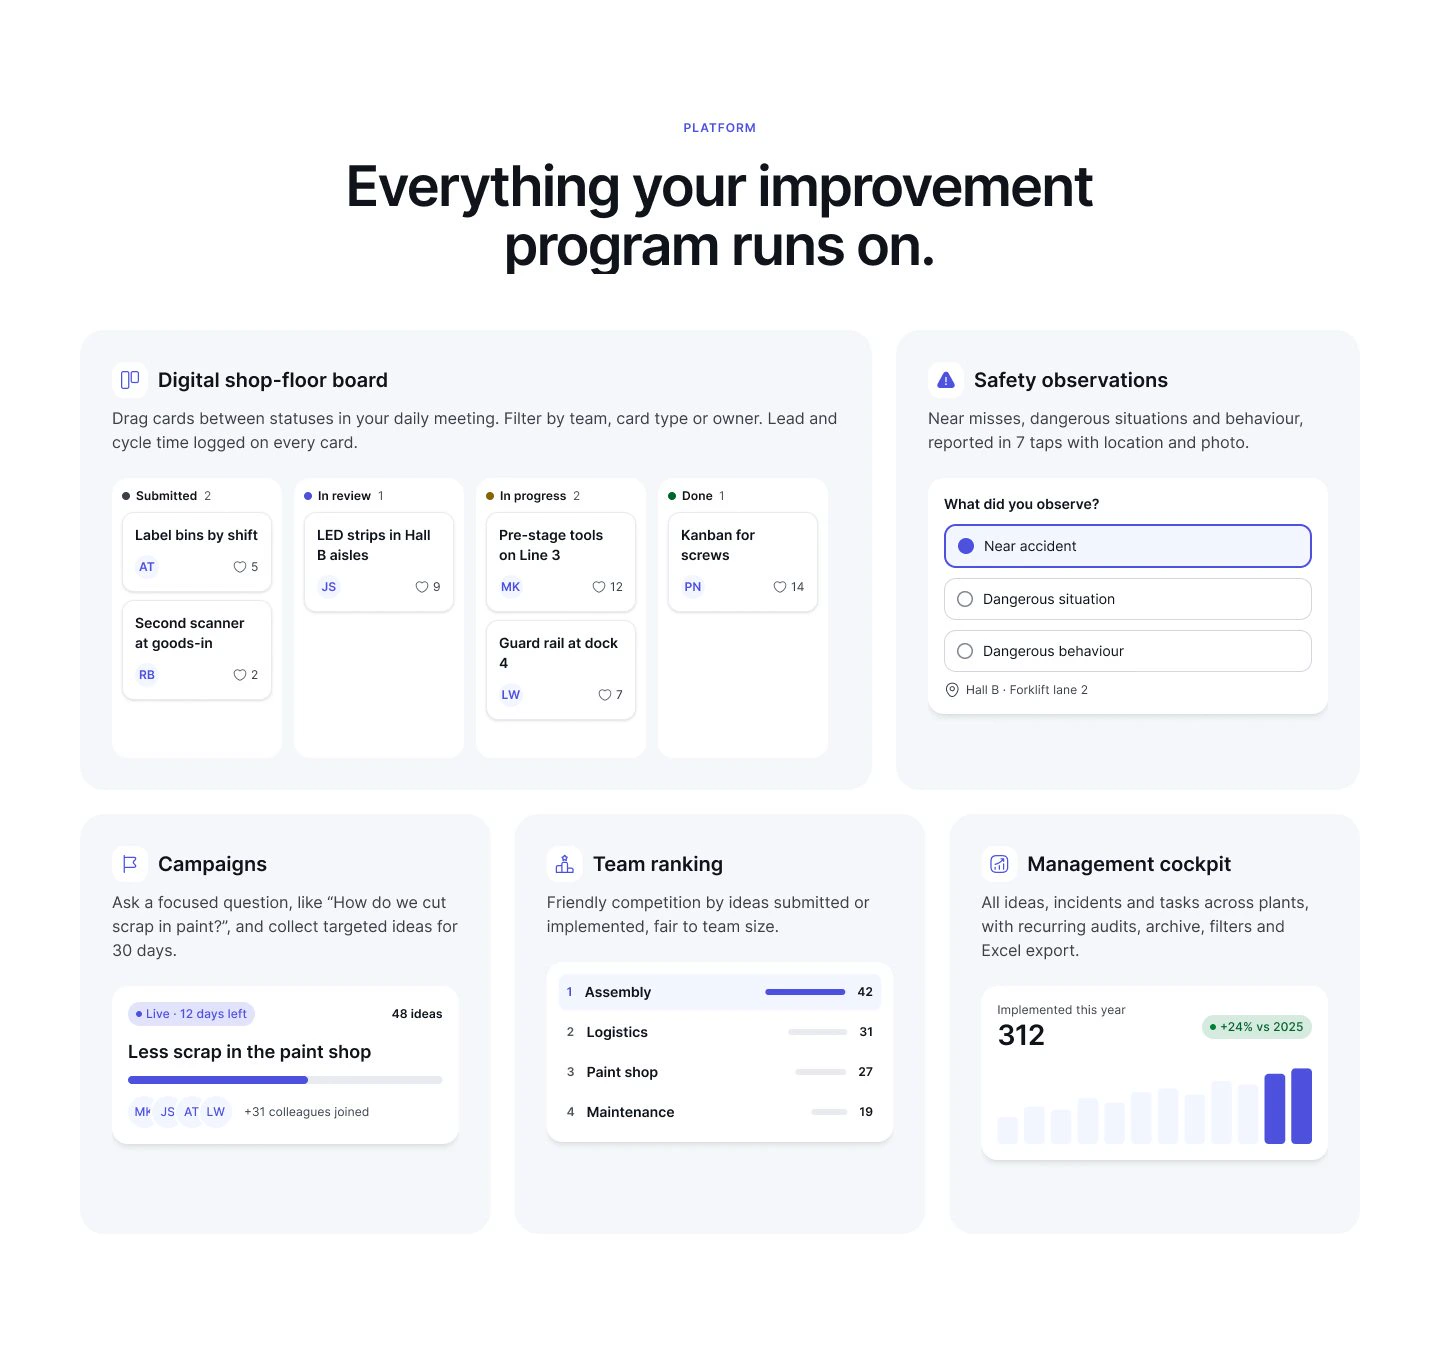 PLATFORM
Everything your improvement
program runs on.
Digital shop-floor board
Drag cards between statuses in your daily meeting. Filter by team, card type or owner. Lead and
cycle time logged on every card.
Submitted 2
Label bins by shift
AT 5
Second scanner
at goods-in
RB 2
In review 1
LED strips in Hall
B aisles
JS 9
In progress 2
Pre-stage tools
on Line 3
MK 12
Guard rail at dock
4
LW 7
Done 1
Kanban for
screws
PN 14
Safety observations
Near misses, dangerous situations and behaviour,
reported in 7 taps with location and photo.
What did you observe?
Near accident
Dangerous situation
Dangerous behaviour
Hall B · Forklift lane 2
Campaigns
Ask a focused question, like “How do we cut
scrap in paint?”, and collect targeted ideas for
30 days.
Live · 12 days left 48 ideas
Less scrap in the paint shop
MK JS AT LW +31 colleagues joined
Team ranking
Friendly competition by ideas submitted or
implemented, fair to team size.
1 Assembly 42
2 Logistics 31
3 Paint shop 27
4 Maintenance 19
Management cockpit
All ideas, incidents and tasks across plants,
with recurring audits, archive, filters and
Excel export.
Implemented this year
312
+24% vs 2025